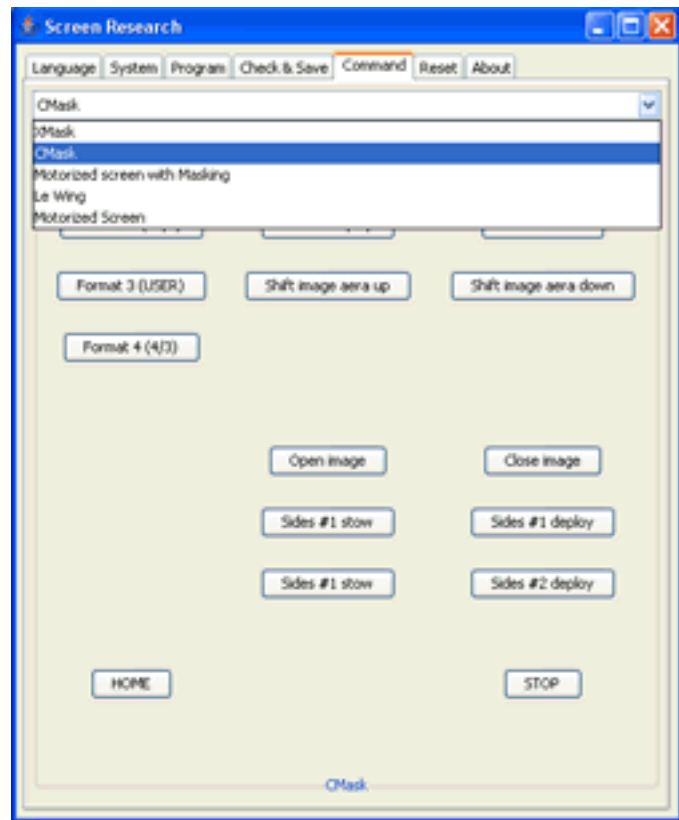 Screen Research
Language System Program Check & Save Command Reset About
CMask
XMask
CMask
Motorized screen with Masking
Le Wing
Motorized Screen
Format 3 (USER) Shift image aera up Shift image aera down
Format 4 (4/3)
Open image Close image
Sides #1 stow Sides #1 deploy
Sides #1 stow Sides #2 deploy
HOME STOP
CMask